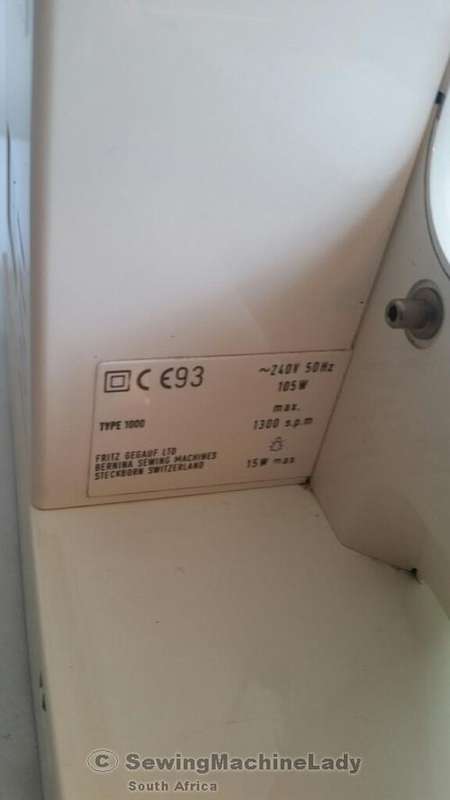 CE93
TYPE 1000
FRITZ GEGAUF LTD
BERNINA SEWING MACHINES
STECKBORN SWITZERLAND
~240V 50Hz
105W
max.
1300 s.p.m
15W max
© SewingMachineLady
South Africa